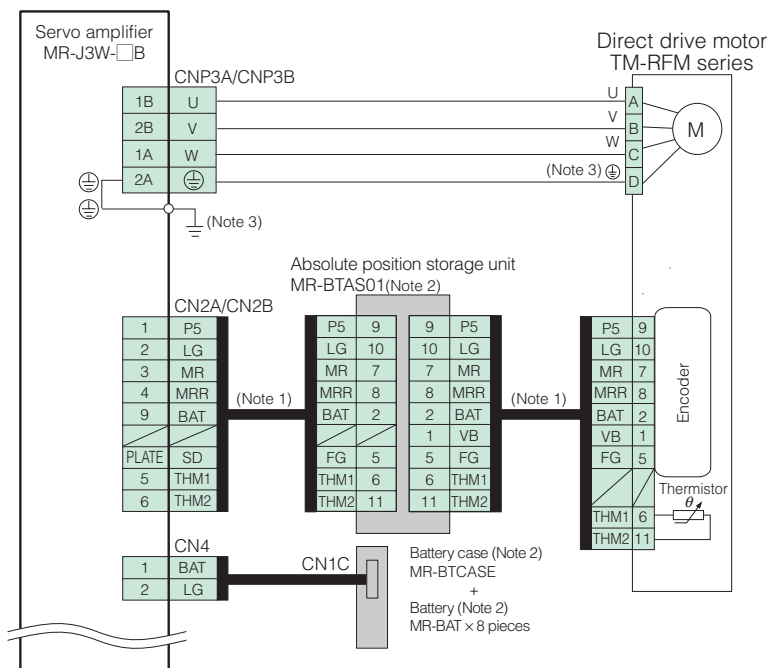 Servo amplifier
MR-J3W-□B
Direct drive motor
TM-RFM series
CNP3A/CNP3B
1B U
2B V
1A W
2A
U A
V B
W C
(Note 3) D
M
(Note 3)
Absolute position storage unit
MR-BTAS01(Note 2)
CN2A/CN2B
1 P5
2 LG
3 MR
4 MRR
9 BAT
PLATE SD
5 THM1
6 THM2
(Note 1)
P5 9
LG 10
MR 7
MRR 8
BAT 2
FG 5
THM1 6
THM2 11
9 P5
10 LG
7 MR
8 MRR
2 BAT
1 VB
5 FG
6 THM1
11 THM2
(Note 1)
P5 9
LG 10
MR 7
MRR 8
BAT 2
VB 1
FG 5
THM1 6
THM2 11
Encoder
Thermistor
θ
CN4
1 BAT
2 LG
CN1C
Battery case (Note 2)
MR-BTCASE
+
Battery (Note 2)
MR-BAT × 8 pieces